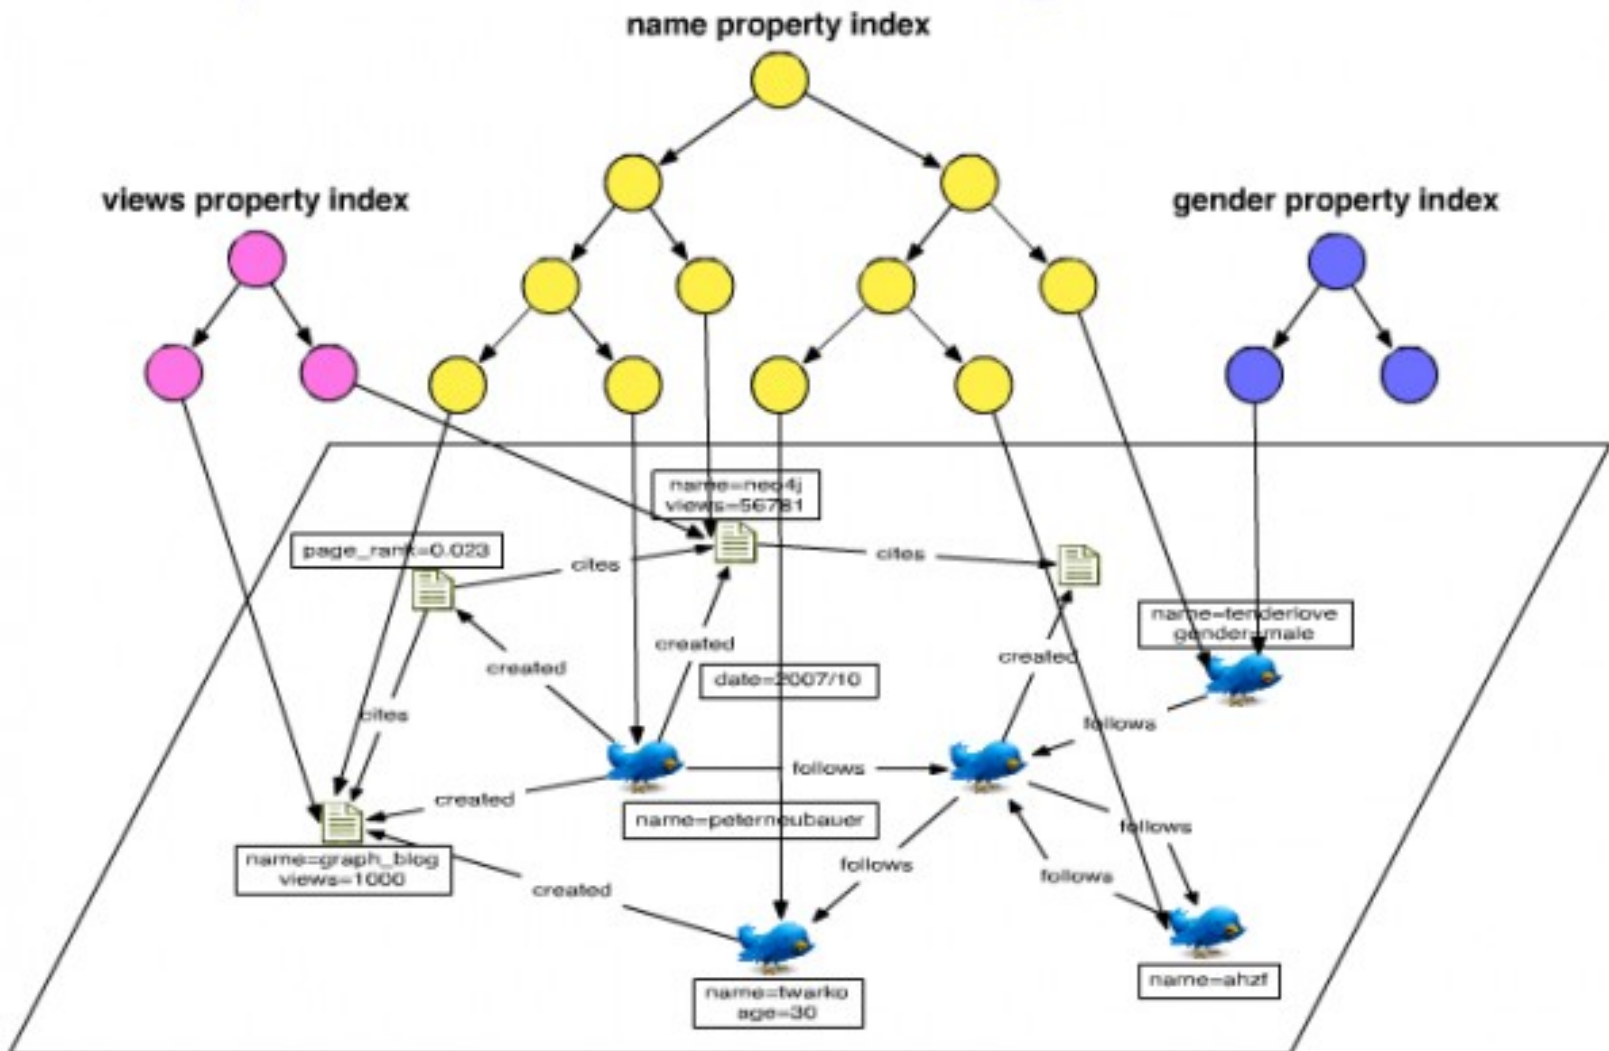 name property index
views property index
gender property index
name=neo4j
views=56781
page_rank=0.023
cites
cites
name=tenderlove
gender=male
created
created
created
date=2007/10
cites
follows
follows
created
name=peterneubauer
follows
name=graph_blog
views=1000
created
follows
follows
name=ahzf
name=twarko
age=30